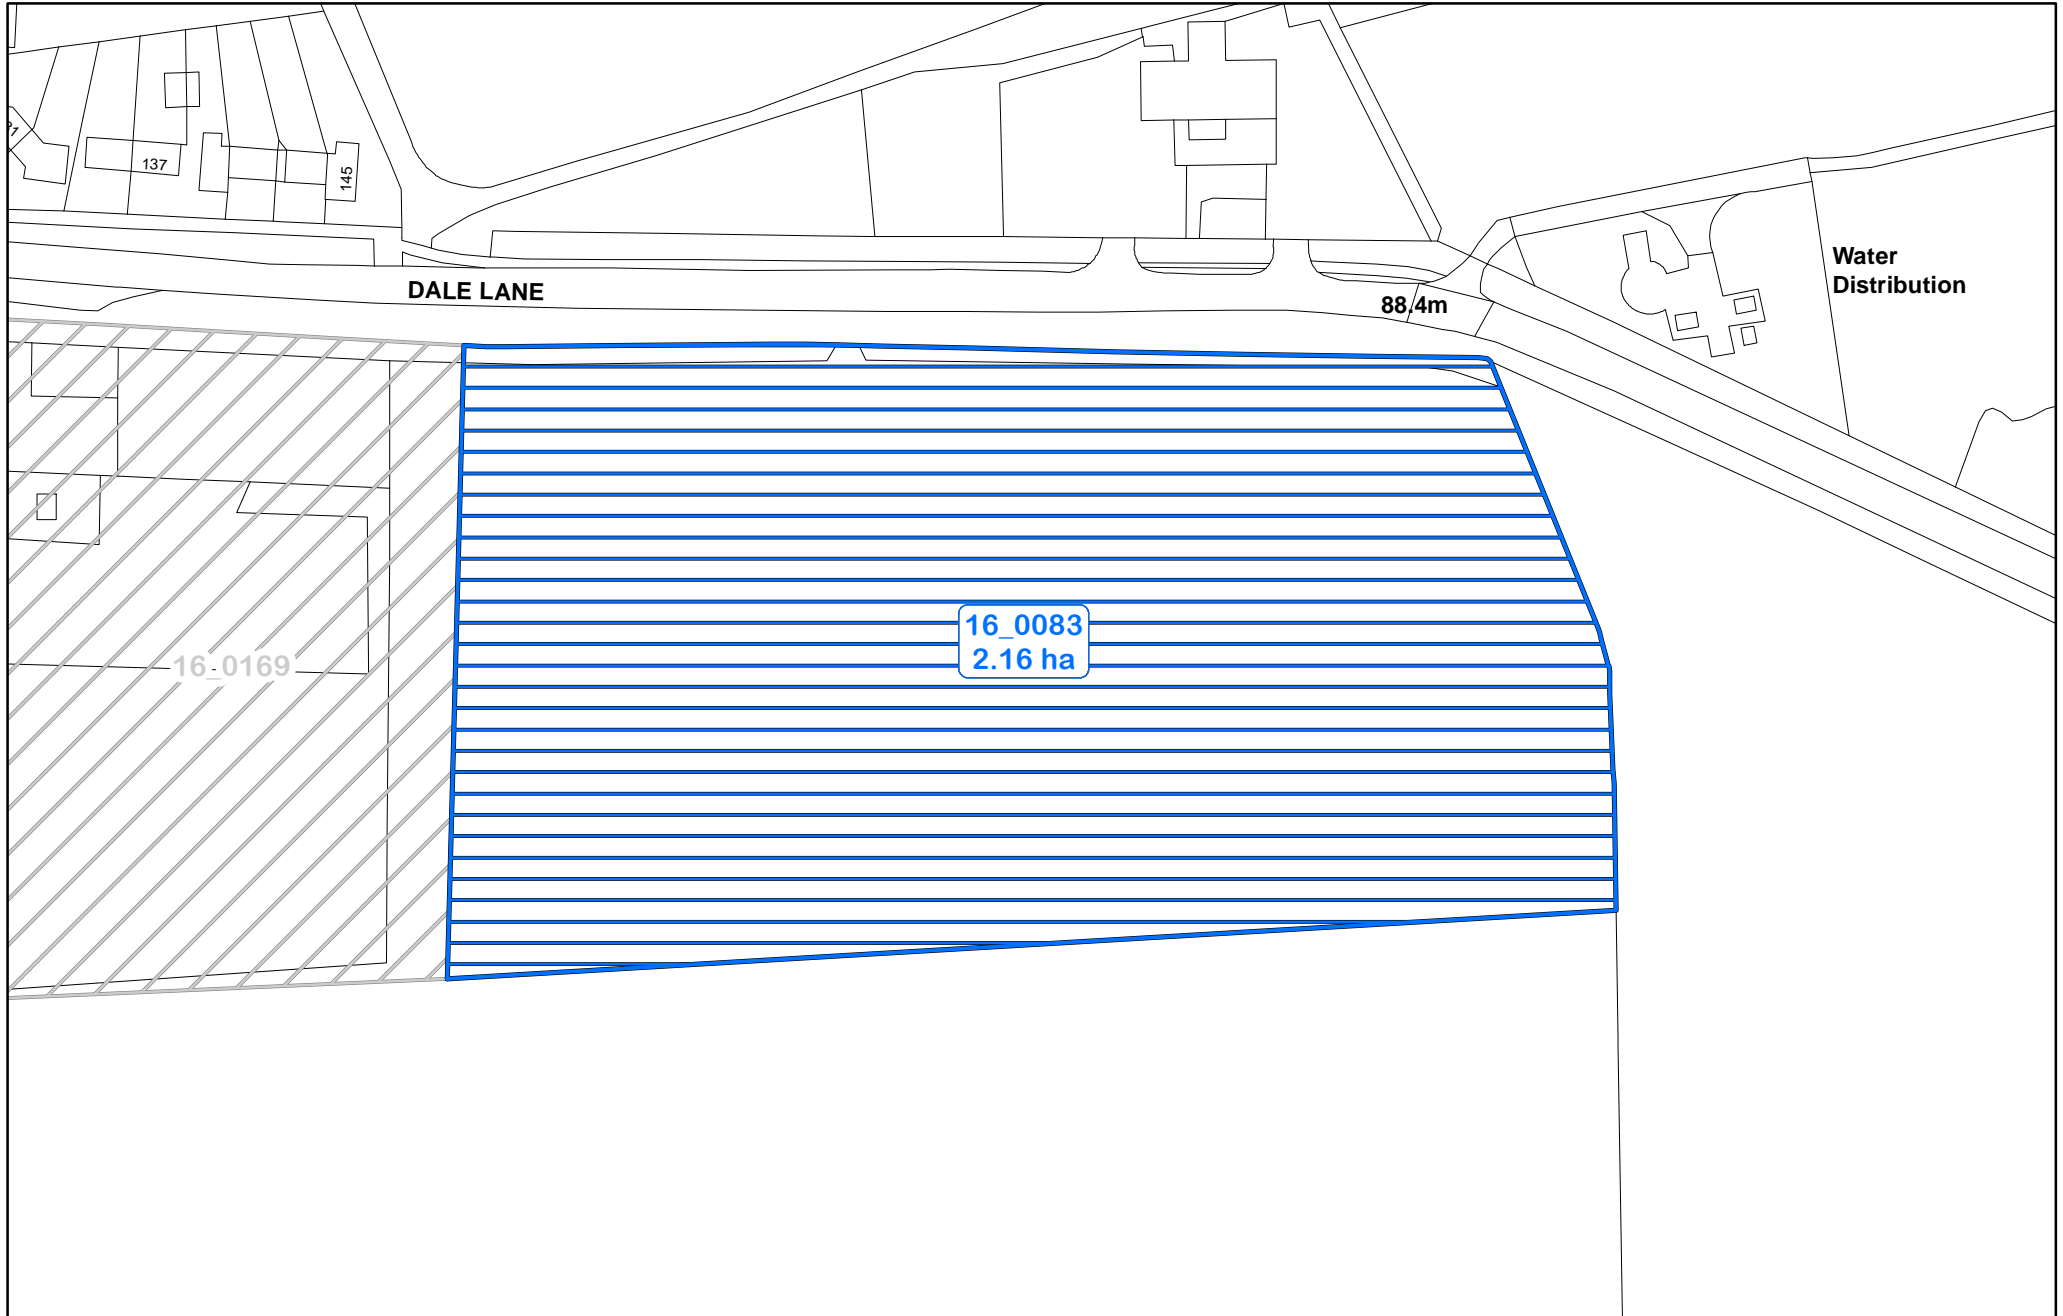 137
145
DALE LANE
88.4m
Water
Distribution
16_0083
2.16 ha
16_0169